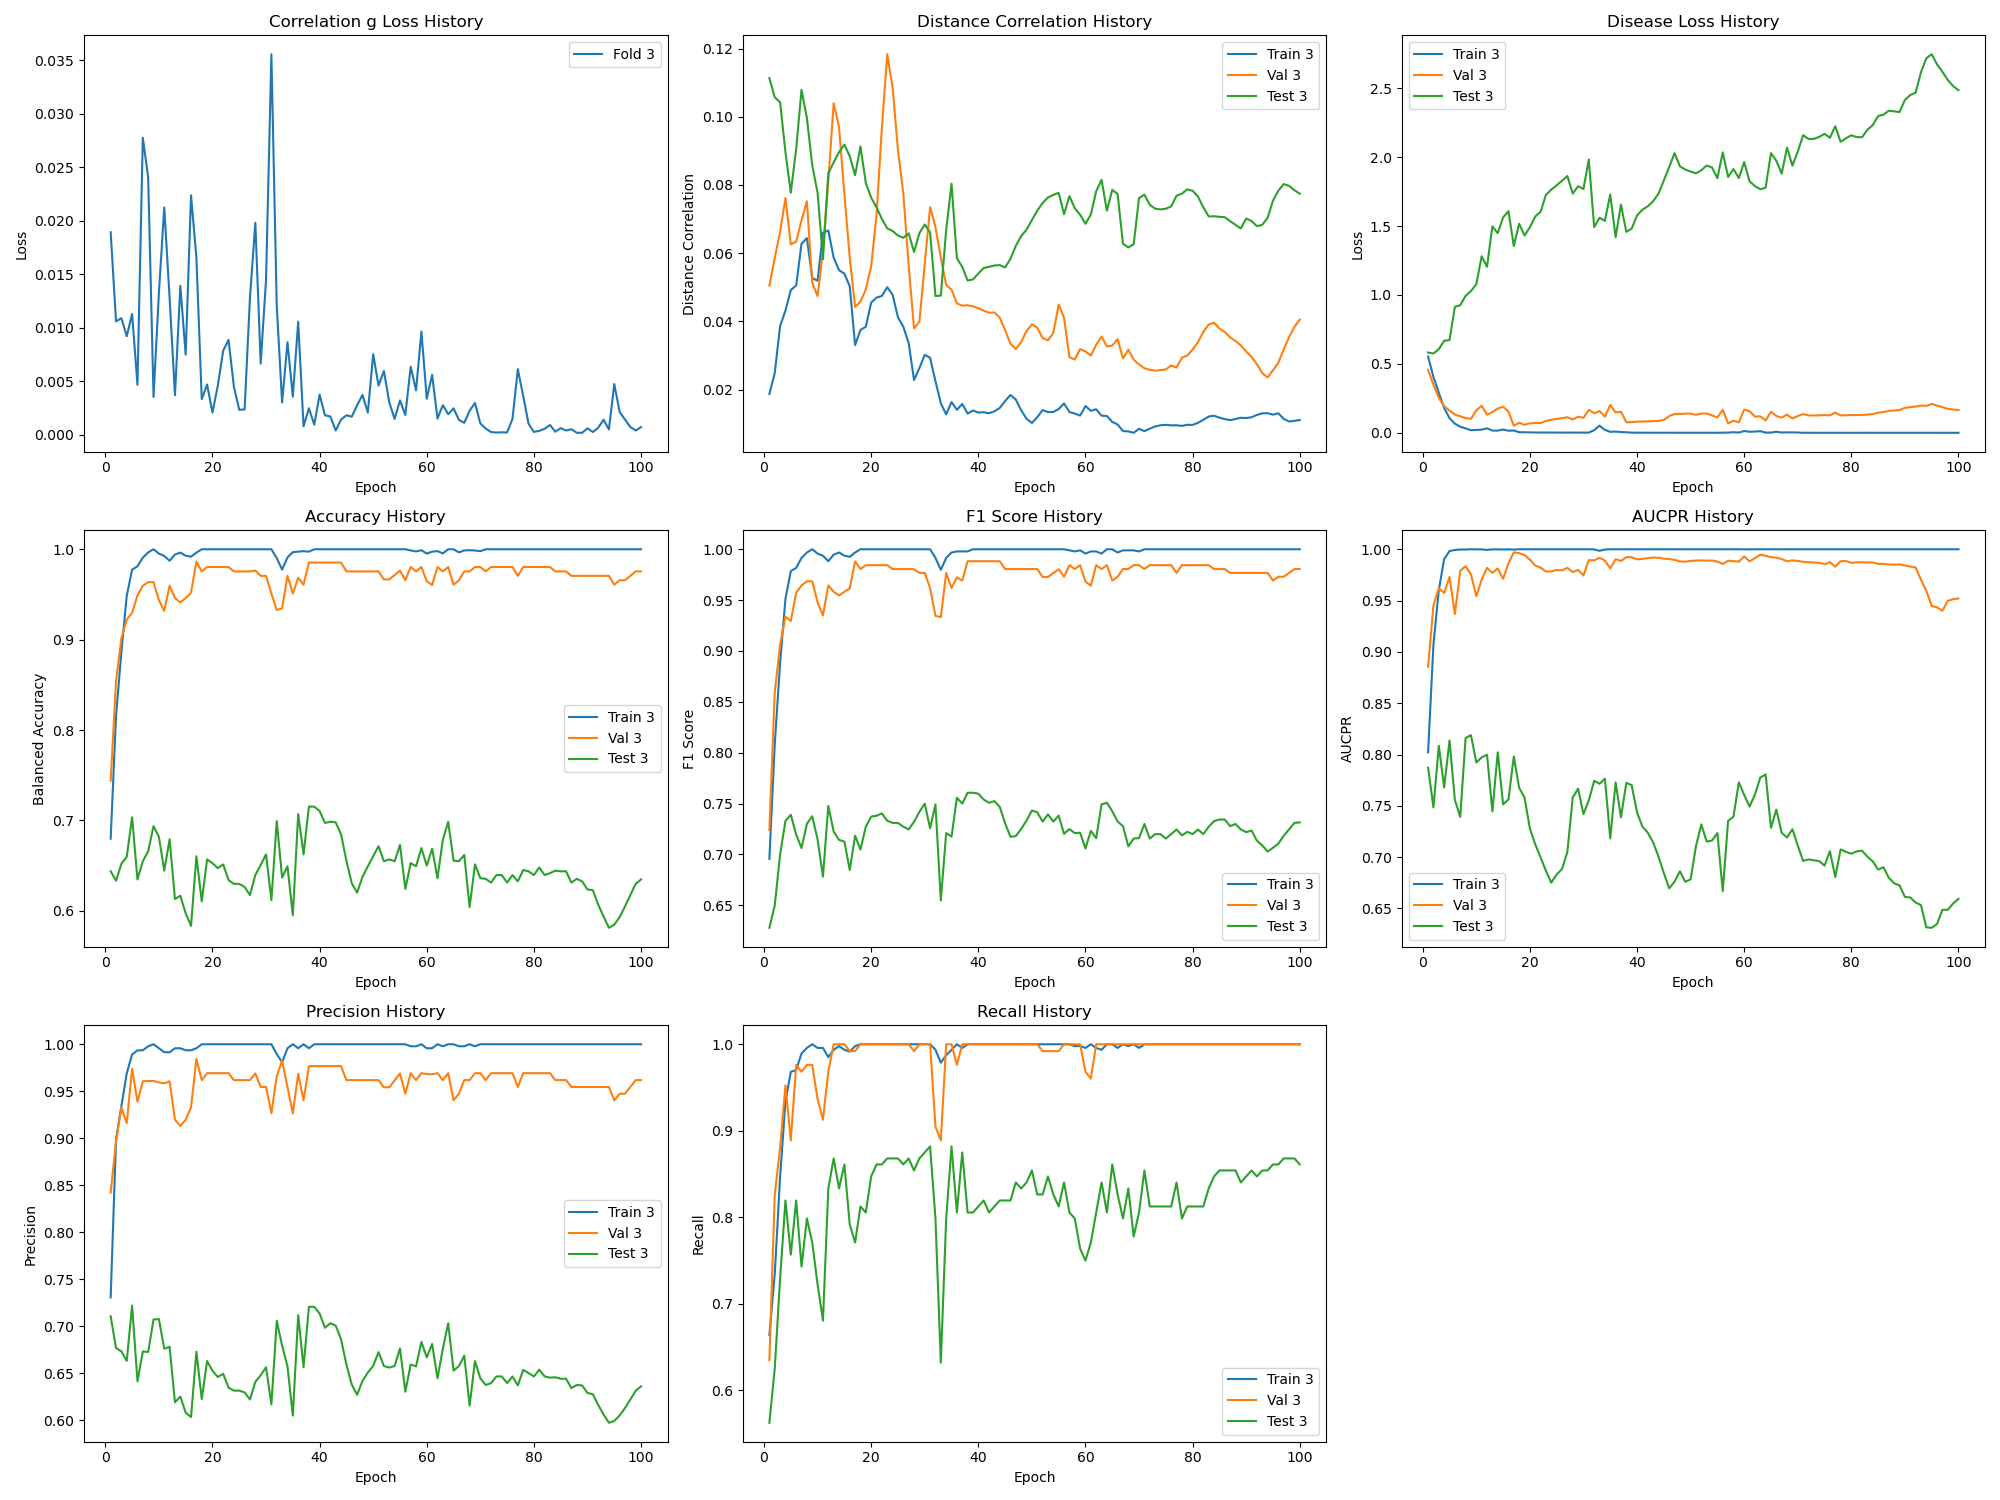 Correlation g Loss History
Loss
0.035
0.030
0.025
0.020
0.015
0.010
0.005
0.000
Fold 3
0 20 40 60 80 100
Epoch
Distance Correlation History
Distance Correlation
0.12
0.10
0.08
0.06
0.04
0.02
Train 3
Val 3
Test 3
0 20 40 60 80 100
Epoch
Disease Loss History
Loss
2.5
2.0
1.5
1.0
0.5
0.0
Train 3
Val 3
Test 3
0 20 40 60 80 100
Epoch
Accuracy History
Balanced Accuracy
1.0
0.9
0.8
0.7
0.6
Train 3
Val 3
Test 3
0 20 40 60 80 100
Epoch
F1 Score History
F1 Score
1.00
0.95
0.90
0.85
0.80
0.75
0.70
0.65
Train 3
Val 3
Test 3
0 20 40 60 80 100
Epoch
AUCPR History
AUCPR
1.00
0.95
0.90
0.85
0.80
0.75
0.70
0.65
Train 3
Val 3
Test 3
0 20 40 60 80 100
Epoch
Precision History
Precision
1.00
0.95
0.90
0.85
0.80
0.75
0.70
0.65
0.60
Train 3
Val 3
Test 3
0 20 40 60 80 100
Epoch
Recall History
Recall
1.0
0.9
0.8
0.7
0.6
Train 3
Val 3
Test 3
0 20 40 60 80 100
Epoch